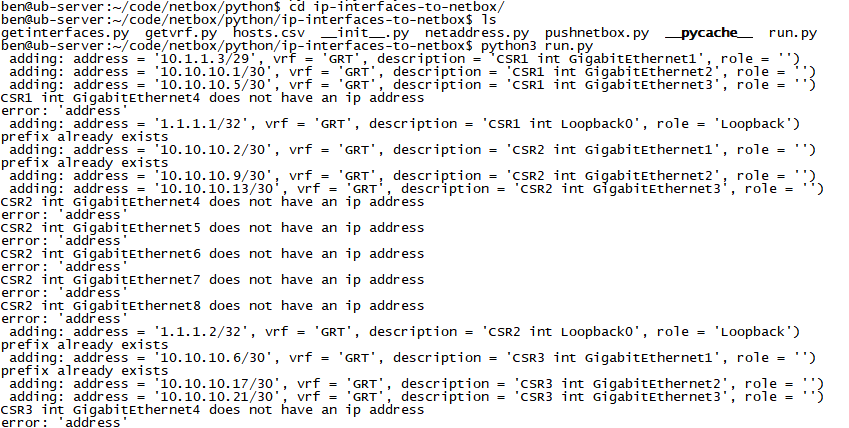 ben@ub-server:~/code/netbox/python$ cd ip-interfaces-to-netbox/
ben@ub-server:~/code/netbox/python/ip-interfaces-to-netbox$ ls
getinterfaces.py  getvrf.py  hosts.csv  __init__.py  netaddress.py  pushnetbox.py  __pycache__  run.py
ben@ub-server:~/code/netbox/python/ip-interfaces-to-netbox$ python3 run.py
 adding: address = '10.1.1.3/29', vrf = 'GRT', description = 'CSR1 int GigabitEthernet1', role = '')
 adding: address = '10.10.10.1/30', vrf = 'GRT', description = 'CSR1 int GigabitEthernet2', role = '')
 adding: address = '10.10.10.5/30', vrf = 'GRT', description = 'CSR1 int GigabitEthernet3', role = '')
CSR1 int GigabitEthernet4 does not have an ip address
error: 'address'
 adding: address = '1.1.1.1/32', vrf = 'GRT', description = 'CSR1 int Loopback0', role = 'Loopback')
prefix already exists
 adding: address = '10.10.10.2/30', vrf = 'GRT', description = 'CSR2 int GigabitEthernet1', role = '')
prefix already exists
 adding: address = '10.10.10.9/30', vrf = 'GRT', description = 'CSR2 int GigabitEthernet2', role = '')
 adding: address = '10.10.10.13/30', vrf = 'GRT', description = 'CSR2 int GigabitEthernet3', role = '')
CSR2 int GigabitEthernet4 does not have an ip address
error: 'address'
CSR2 int GigabitEthernet5 does not have an ip address
error: 'address'
CSR2 int GigabitEthernet6 does not have an ip address
error: 'address'
CSR2 int GigabitEthernet7 does not have an ip address
error: 'address'
CSR2 int GigabitEthernet8 does not have an ip address
error: 'address'
 adding: address = '1.1.1.2/32', vrf = 'GRT', description = 'CSR2 int Loopback0', role = 'Loopback')
prefix already exists
 adding: address = '10.10.10.6/30', vrf = 'GRT', description = 'CSR3 int GigabitEthernet1', role = '')
prefix already exists
 adding: address = '10.10.10.17/30', vrf = 'GRT', description = 'CSR3 int GigabitEthernet2', role = '')
 adding: address = '10.10.10.21/30', vrf = 'GRT', description = 'CSR3 int GigabitEthernet3', role = '')
CSR3 int GigabitEthernet4 does not have an ip address
error: 'address'